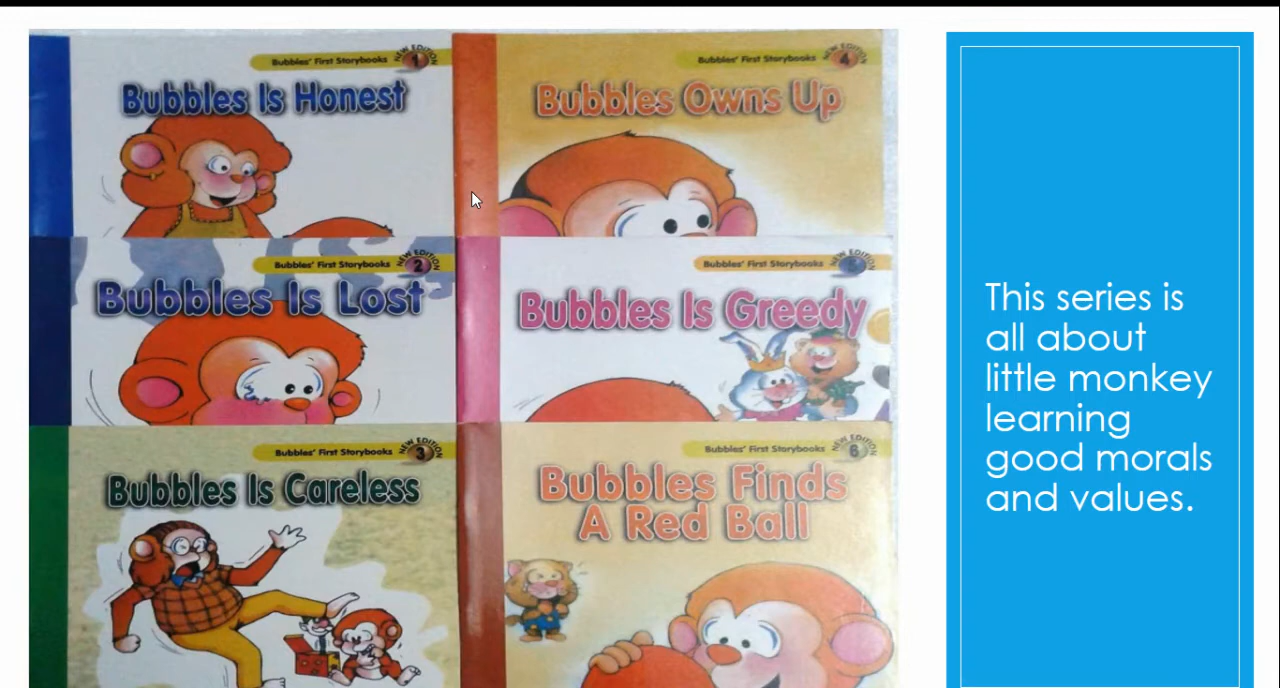 Bubbles' First Storybooks
NEW EDITION
1
Bubbles Is Honest
Bubbles' First Storybooks
NEW EDITION
4
Bubbles Owns Up
Bubbles' First Storybooks
NEW EDITION
2
Bubbles Is Lost
Bubbles' First Storybooks
NEW EDITION
5
Bubbles Is Greedy
Bubbles' First Storybooks
NEW EDITION
3
Bubbles Is Careless
Bubbles' First Storybooks
NEW EDITION
6
Bubbles Finds
A Red Ball
This series is
all about
little monkey
learning
good morals
and values.